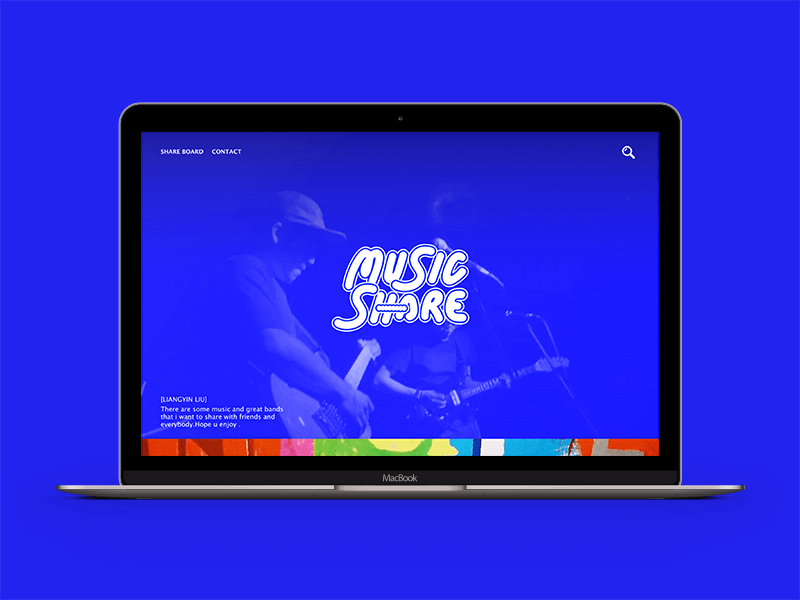 SHARE BOARD CONTACT
MUSIC
SHARE
[LIANGYIN LIU]
There are some music and great bands
that i want to share with friends and
everybody.Hope u enjoy .
MacBook